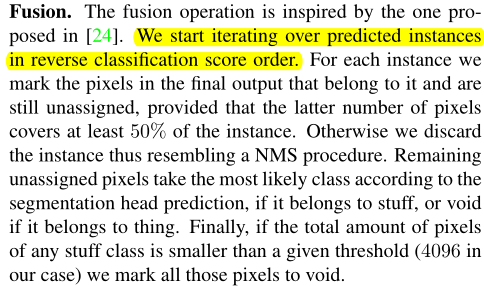 Fusion. The fusion operation is inspired by the one pro-
posed in [24]. We start iterating over predicted instances
in reverse classification score order. For each instance we
mark the pixels in the final output that belong to it and are
still unassigned, provided that the latter number of pixels
covers at least 50% of the instance. Otherwise we discard
the instance thus resembling a NMS procedure. Remaining
unassigned pixels take the most likely class according to the
segmentation head prediction, if it belongs to stuff, or void
if it belongs to thing. Finally, if the total amount of pixels
of any stuff class is smaller than a given threshold (4096 in
our case) we mark all those pixels to void.